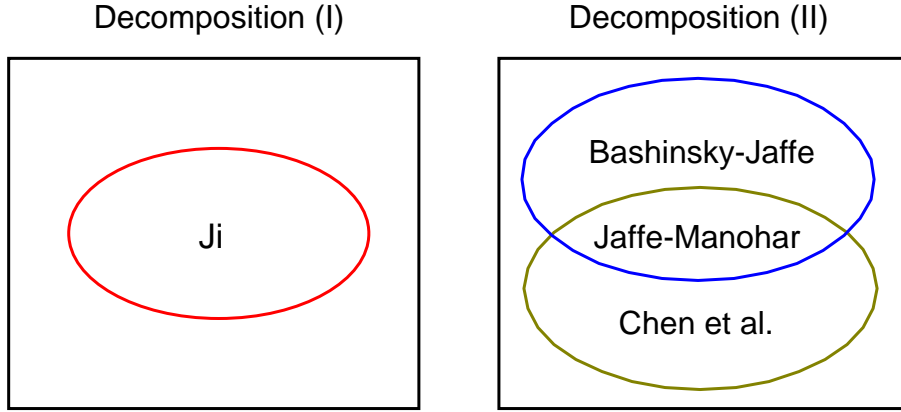 Decomposition (I)
Decomposition (II)
Ji
Bashinsky-Jaffe
Jaffe-Manohar
Chen et al.